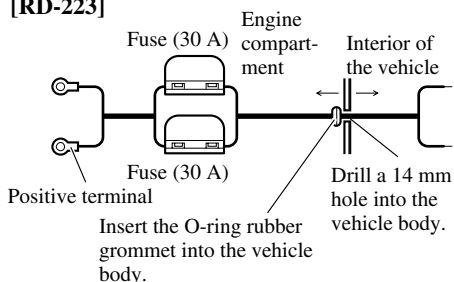 [RD-223]
Fuse (30 A)
Engine
compart-
ment
Interior of
the vehicle
Fuse (30 A)
Positive terminal
Insert the O-ring rubber
grommet into the vehicle
body.
Drill a 14 mm
hole into the
vehicle body.